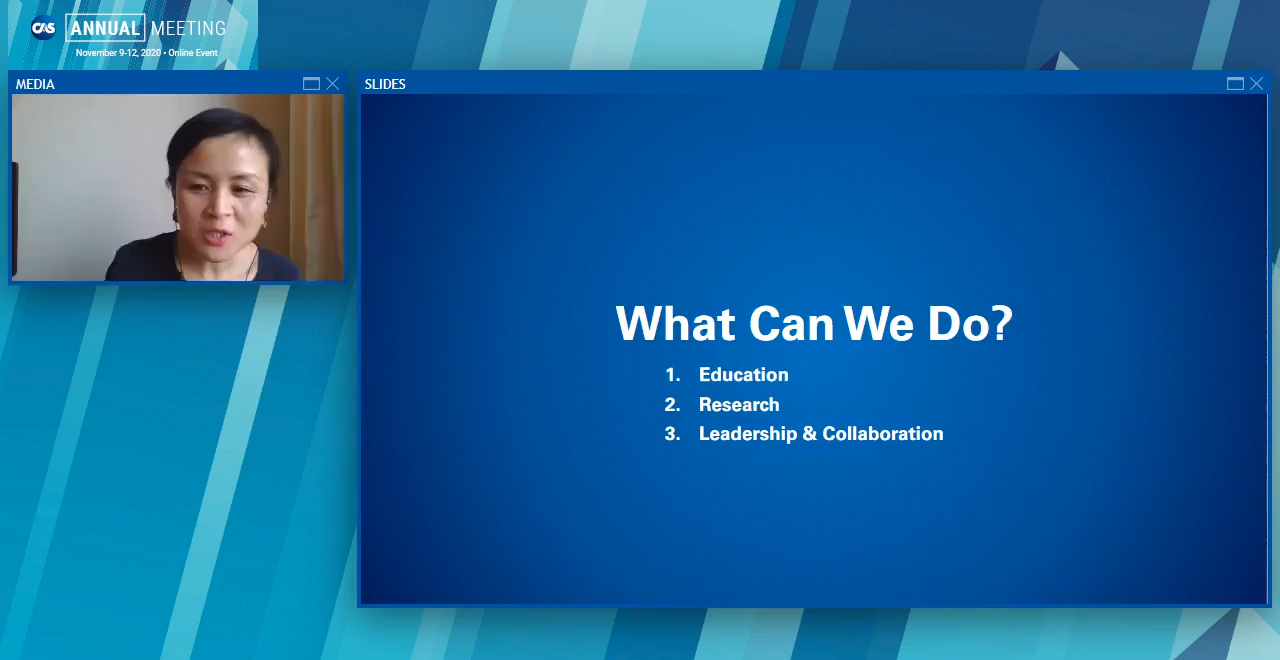 CAS ANNUAL MEETING
November 9-12, 2020 • Online Event
MEDIA
SLIDES
What Can We Do?
1. Education
2. Research
3. Leadership & Collaboration